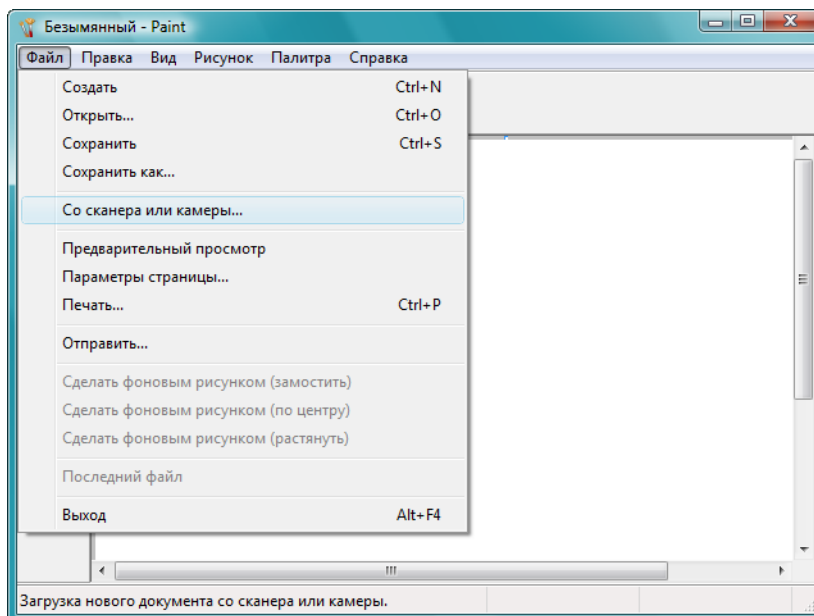 Безымянный - Paint
Файл Правка Вид Рисунок Палитра Справка
Создать Ctrl+N
Открыть... Ctrl+O
Сохранить Ctrl+S
Сохранить как...
Со сканера или камеры...
Предварительный просмотр
Параметры страницы...
Печать... Ctrl+P
Отправить...
Сделать фоновым рисунком (замостить)
Сделать фоновым рисунком (по центру)
Сделать фоновым рисунком (растянуть)
Последний файл
Выход Alt+F4
Загрузка нового документа со сканера или камеры.